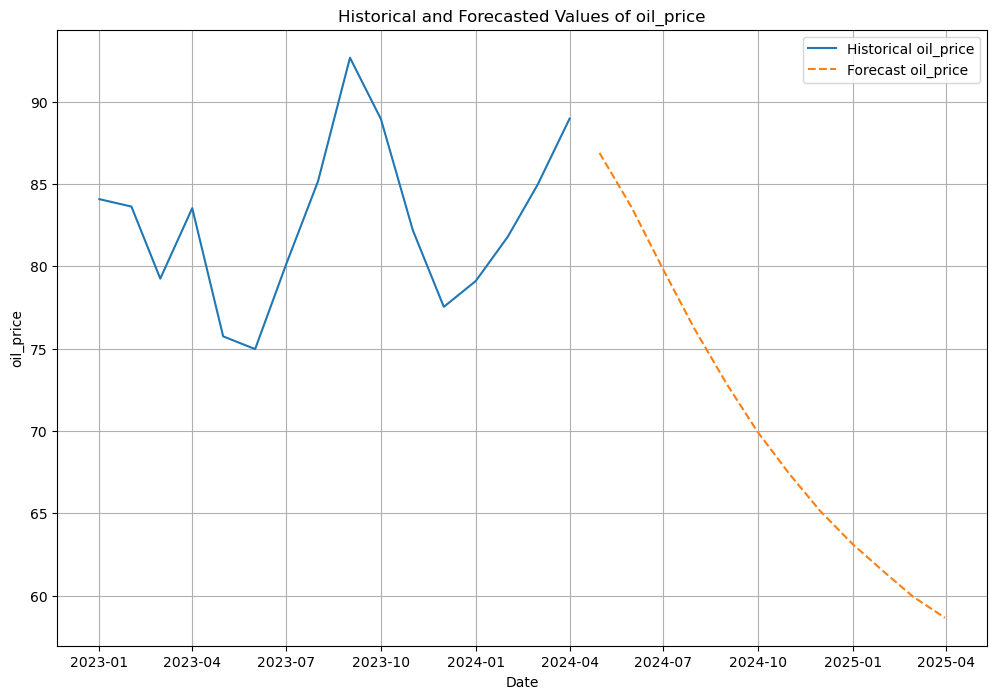 Historical and Forecasted Values of oil_price
Historical oil_price
Forecast oil_price
oil_price
90
85
80
75
70
65
60
2023-01 2023-04 2023-07 2023-10 2024-01 2024-04 2024-07 2024-10 2025-01 2025-04
Date